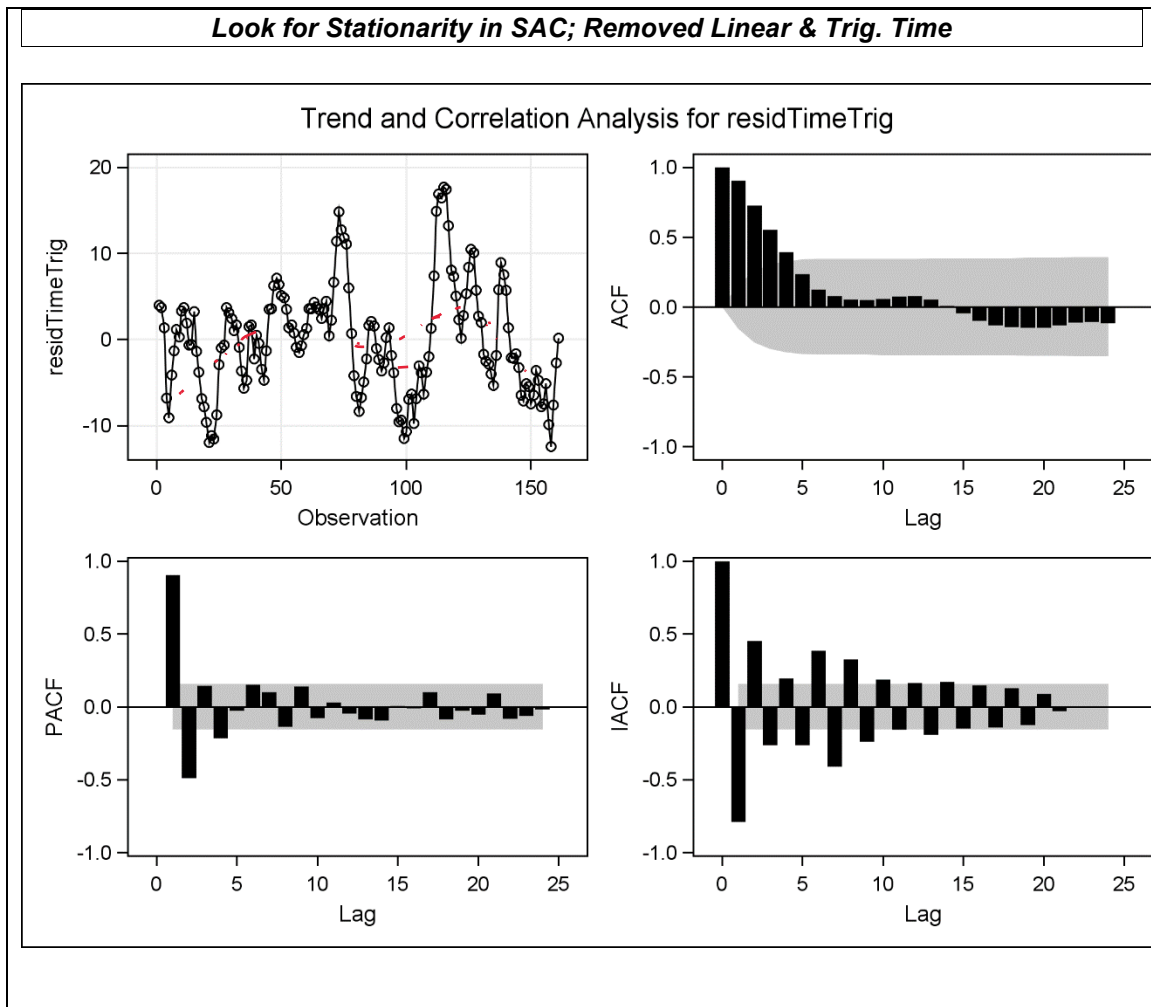 Look for Stationarity in SAC; Removed Linear & Trig. Time
Trend and Correlation Analysis for residTimeTrig
residTimeTrig
20
10
0
-10
0 50 100 150
Observation
ACF
1.0
0.5
0.0
-0.5
-1.0
0 5 10 15 20 25
Lag
PACF
1.0
0.5
0.0
-0.5
-1.0
0 5 10 15 20 25
Lag
IACF
1.0
0.5
0.0
-0.5
-1.0
0 5 10 15 20 25
Lag